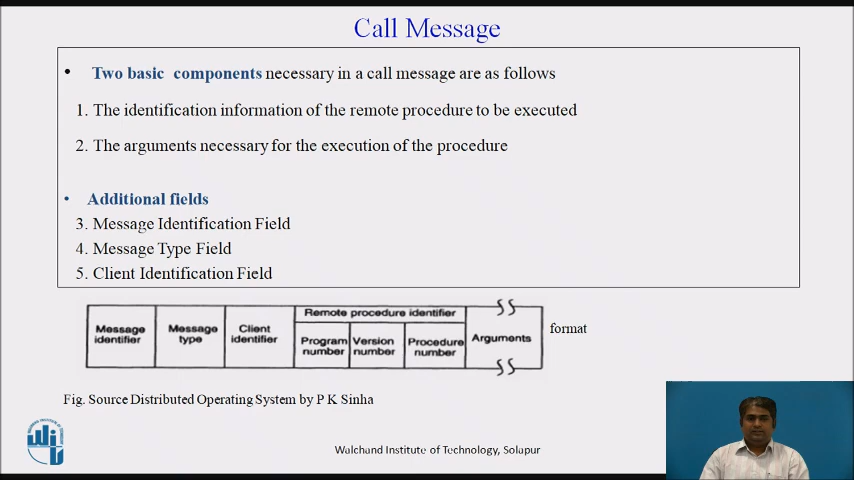 Call Message
• Two basic components necessary in a call message are as follows
1. The identification information of the remote procedure to be executed
2. The arguments necessary for the execution of the procedure
• Additional fields
3. Message Identification Field
4. Message Type Field
5. Client Identification Field
Remote procedure identifier
Message identifier
Message type
Client identifier
Program number
Version number
Procedure number
Arguments
format
Fig. Source Distributed Operating System by P K Sinha
Walchand Institute of Technology, Solapur